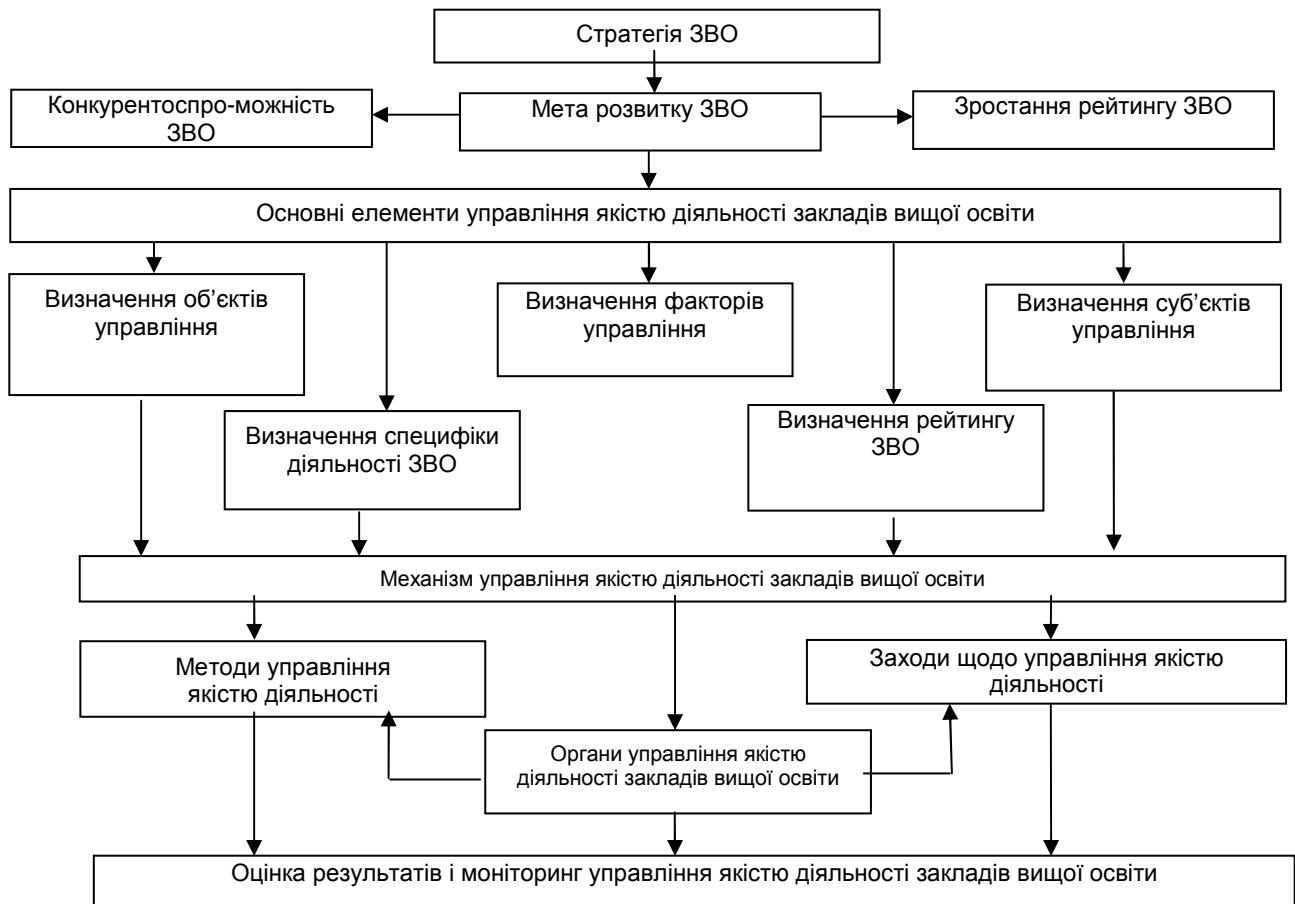 Стратегія ЗВО
Конкурентоспро-можність
ЗВО
Мета розвитку ЗВО
Зростання рейтингу ЗВО
Основні елементи управління якістю діяльності закладів вищої освіти
Визначення об’єктів
управління
Визначення факторів
управління
Визначення суб’єктів
управління
Визначення специфіки
діяльності ЗВО
Визначення рейтингу
ЗВО
Механізм управління якістю діяльності закладів вищої освіти
Методи управління
якістю діяльності
Заходи щодо управління якістю
діяльності
Органи управління якістю
діяльності закладів вищої освіти
Оцінка результатів і моніторинг управління якістю діяльності закладів вищої освіти